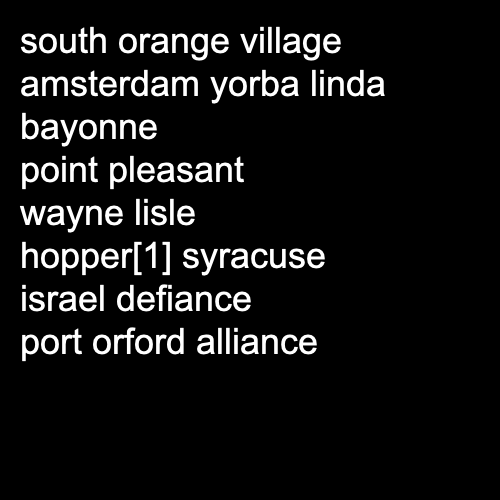 south orange village
amsterdam yorba linda
bayonne
point pleasant
wayne lisle
hopper[1] syracuse
israel defiance
port orford alliance